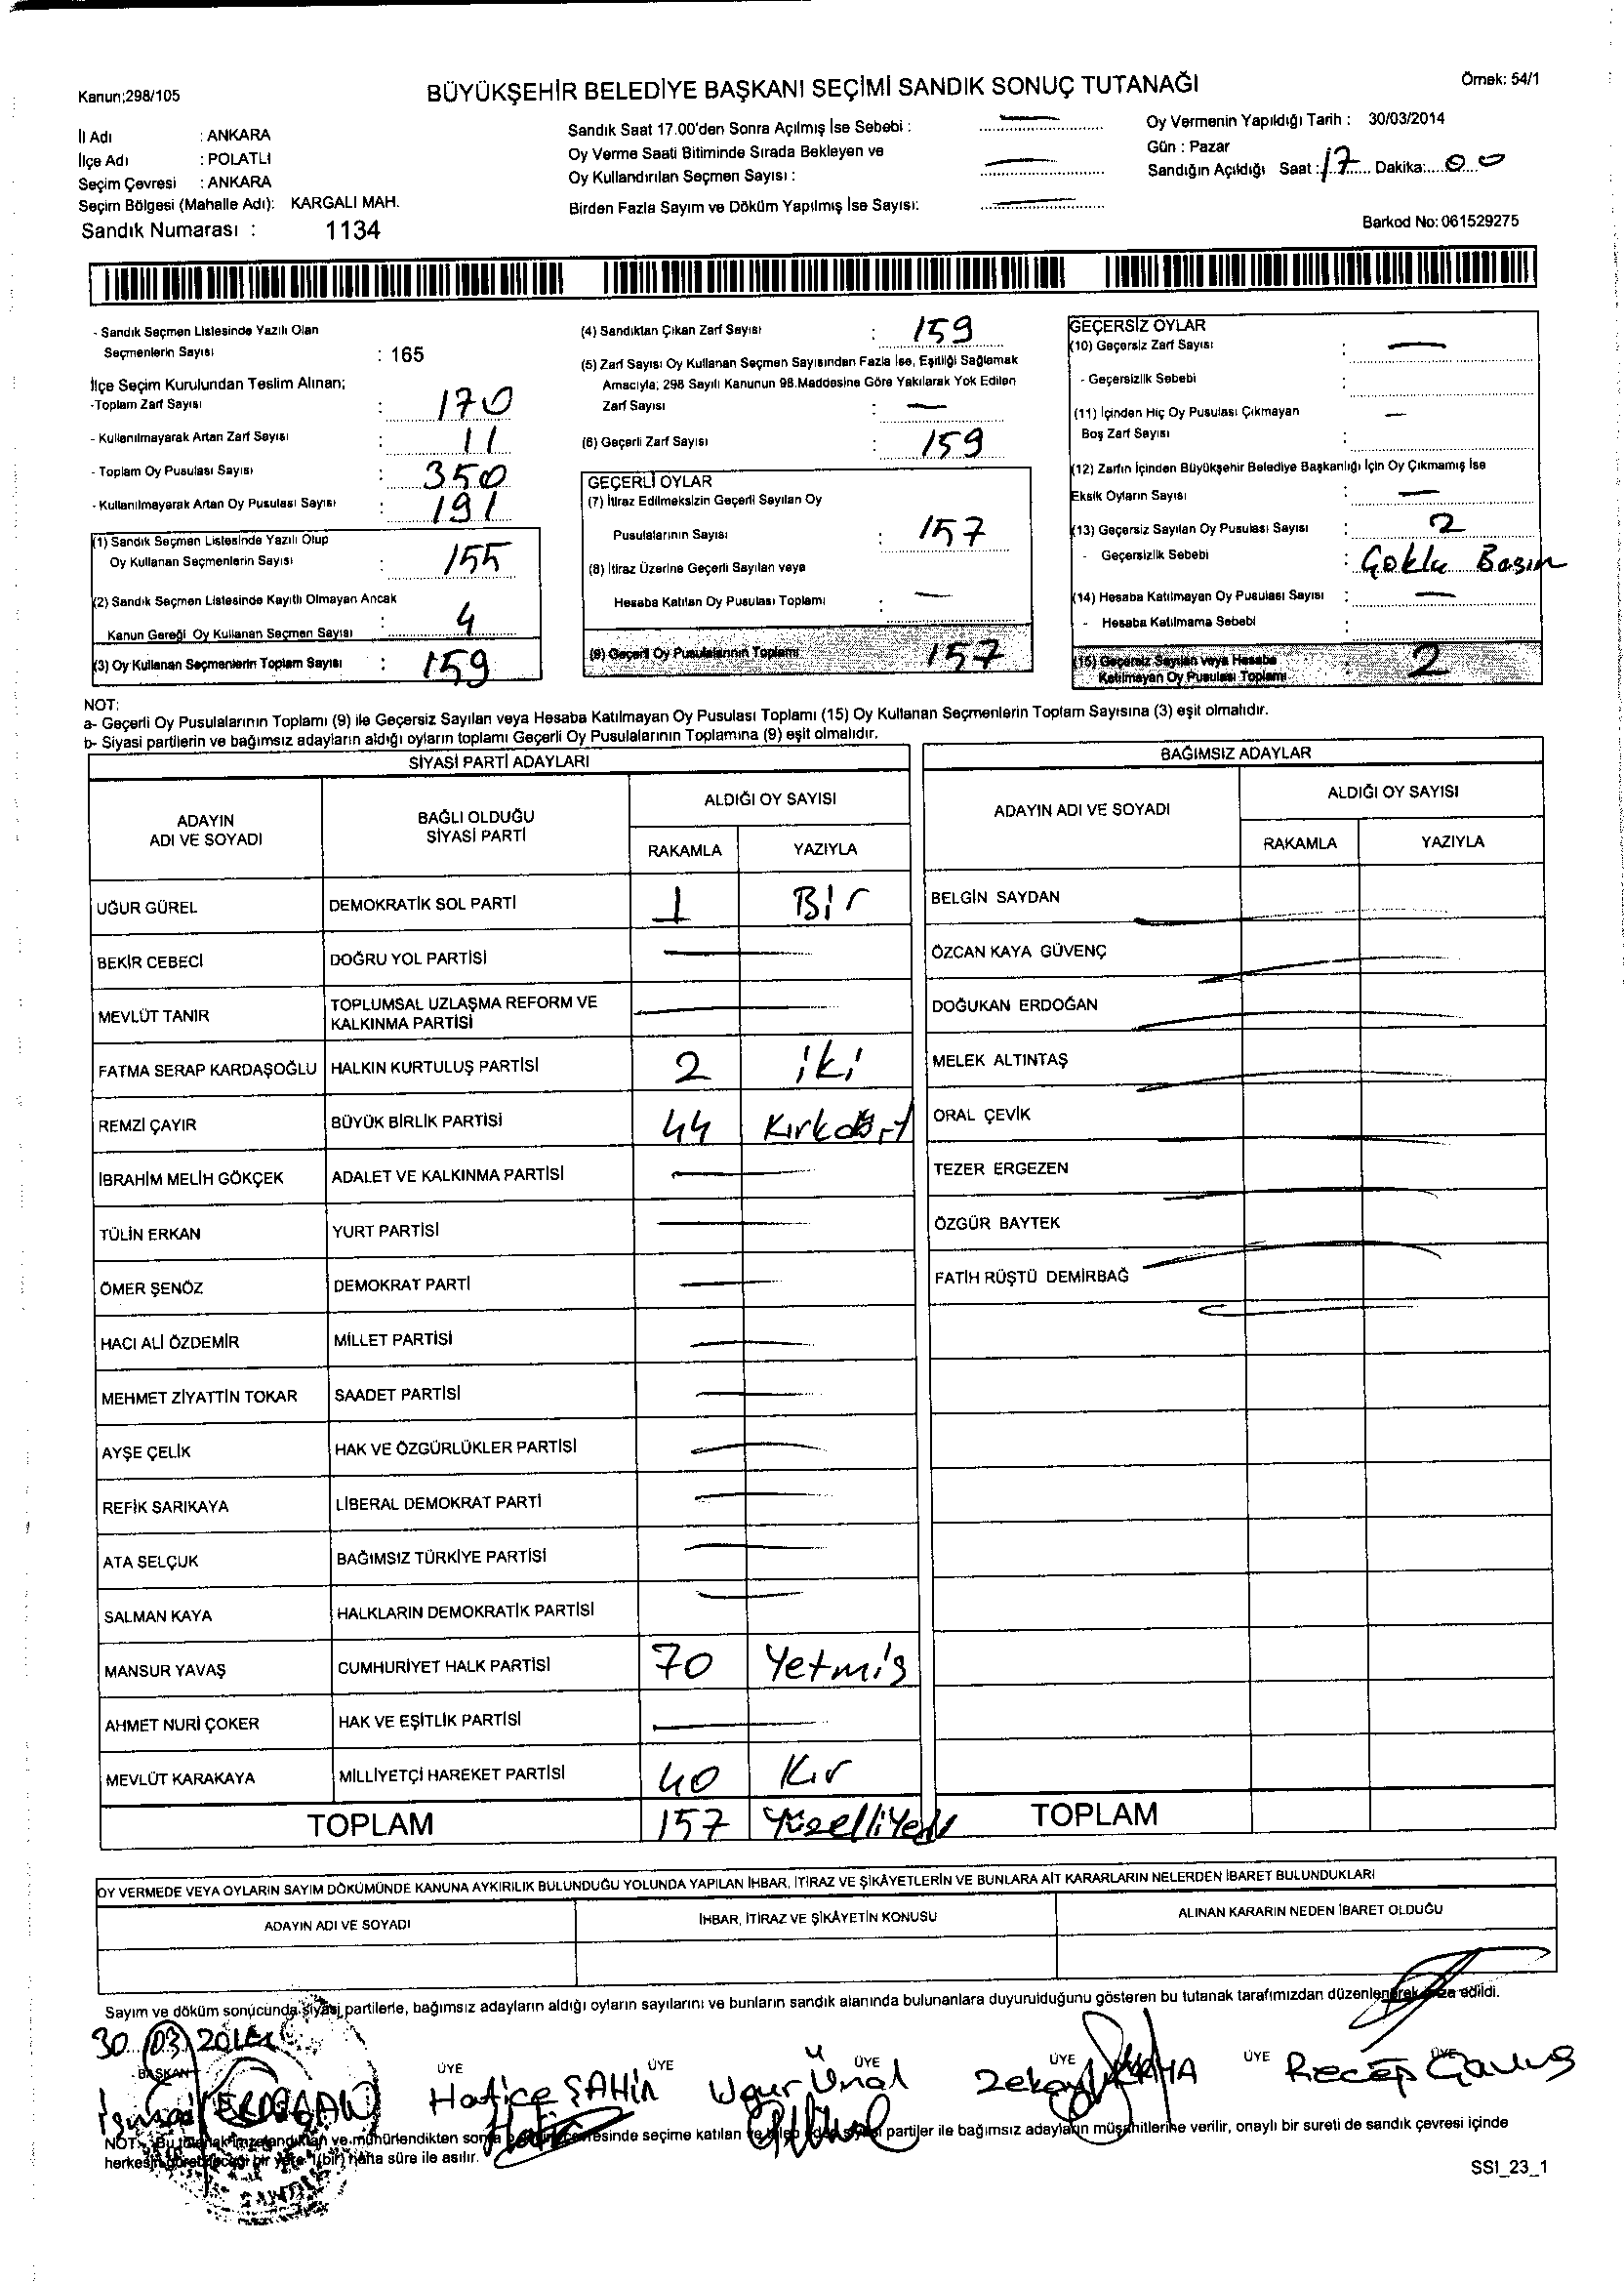 Kanun;298/105
BÜYÜKŞEHİR BELEDİYE BAŞKANI SEÇİMİ SANDIK SONUÇ TUTANAĞI
Örnek: 54/1
İl Adı : ANKARA
İlçe Adı : POLATLI
Seçim Çevresi : ANKARA
Seçim Bölgesi (Mahalle Adı): KARGALI MAH.
Sandık Numarası : 1134
Sandık Saat 17.00'den Sonra Açılmış İse Sebebi : —
Oy Verme Saati Bitiminde Sırada Bekleyen ve
Oy Kullandırılan Seçmen Sayısı : —
Birden Fazla Sayım ve Döküm Yapılmış İse Sayısı: —
Oy Vermenin Yapıldığı Tarih : 30/03/2014
Gün : Pazar
Sandığın Açıldığı Saat : 17 Dakika: 00
Barkod No: 061529275
- Sandık Seçmen Listesinde Yazılı Olan
Seçmenlerin Sayısı : 165
İlçe Seçim Kurulundan Teslim Alınan;
-Toplam Zarf Sayısı : 170
- Kullanılmayarak Artan Zarf Sayısı : 11
- Toplam Oy Pusulası Sayısı : 350
- Kullanılmayarak Artan Oy Pusulası Sayısı : 191
(1) Sandık Seçmen Listesinde Yazılı Olup
Oy Kullanan Seçmenlerin Sayısı : 155
(2) Sandık Seçmen Listesinde Kayıtlı Olmayan Ancak
Kanun Gereği Oy Kullanan Seçmen Sayısı : 4
(3) Oy Kullanan Seçmenlerin Toplam Sayısı : 159
(4) Sandıktan Çıkan Zarf Sayısı : 159
(5) Zarf Sayısı Oy Kullanan Seçmen Sayısından Fazla İse, Eşitliği Sağlamak
Amacıyla; 298 Sayılı Kanunun 98.Maddesine Göre Yakılarak Yok Edilen
Zarf Sayısı : —
(6) Geçerli Zarf Sayısı : 159
GEÇERLİ OYLAR
(7) İtiraz Edilmeksizin Geçerli Sayılan Oy
Pusulalarının Sayısı : 157
(8) İtiraz Üzerine Geçerli Sayılan veya
Hesaba Katılan Oy Pusulası Toplamı : —
(9) Geçerli Oy Pusulalarının Toplamı 157
GEÇERSİZ OYLAR
(10) Geçersiz Zarf Sayısı : —
- Geçersizlik Sebebi :
(11) İçinden Hiç Oy Pusulası Çıkmayan —
Boş Zarf Sayısı :
(12) Zarfın İçinden Büyükşehir Belediye Başkanlığı İçin Oy Çıkmamış İse
Eksik Oyların Sayısı : —
(13) Geçersiz Sayılan Oy Pusulası Sayısı : 2
- Geçersizlik Sebebi : Çoklu Basım
(14) Hesaba Katılmayan Oy Pusulası Sayısı : —
- Hesaba Katılmama Sebebi :
(15) Geçersiz Sayılan veya Hesaba
Katılmayan Oy Pusulası Toplamı : 2
NOT:
a- Geçerli Oy Pusulalarının Toplamı (9) ile Geçersiz Sayılan veya Hesaba Katılmayan Oy Pusulası Toplamı (15) Oy Kullanan Seçmenlerin Toplam Sayısına (3) eşit olmalıdır.
b- Siyasi partilerin ve bağımsız adayların aldığı oyların toplamı Geçerli Oy Pusulalarının Toplamına (9) eşit olmalıdır.
SİYASİ PARTİ ADAYLARI
ADAYIN
ADI VE SOYADI
BAĞLI OLDUĞU
SİYASİ PARTİ
ALDIĞI OY SAYISI
RAKAMLA YAZIYLA
UĞUR GÜREL DEMOKRATİK SOL PARTİ 1 Bir
BEKİR CEBECİ DOĞRU YOL PARTİSİ —
MEVLÜT TANIR TOPLUMSAL UZLAŞMA REFORM VE
KALKINMA PARTİSİ —
FATMA SERAP KARDAŞOĞLU HALKIN KURTULUŞ PARTİSİ 2 iki
REMZİ ÇAYIR BÜYÜK BİRLİK PARTİSİ 44 Kırkdört
İBRAHİM MELİH GÖKÇEK ADALET VE KALKINMA PARTİSİ —
TÜLİN ERKAN YURT PARTİSİ —
ÖMER ŞENÖZ DEMOKRAT PARTİ —
HACI ALİ ÖZDEMİR MİLLET PARTİSİ —
MEHMET ZİYATTİN TOKAR SAADET PARTİSİ —
AYŞE ÇELİK HAK VE ÖZGÜRLÜKLER PARTİSİ —
REFİK SARIKAYA LİBERAL DEMOKRAT PARTİ —
ATA SELÇUK BAĞIMSIZ TÜRKİYE PARTİSİ —
SALMAN KAYA HALKLARIN DEMOKRATİK PARTİSİ —
MANSUR YAVAŞ CUMHURİYET HALK PARTİSİ 70 Yetmiş
AHMET NURİ ÇOKER HAK VE EŞİTLİK PARTİSİ —
MEVLÜT KARAKAYA MİLLİYETÇİ HAREKET PARTİSİ 40 Kır
TOPLAM 157 Yüzelliyedi
BAĞIMSIZ ADAYLAR
ADAYIN ADI VE SOYADI
ALDIĞI OY SAYISI
RAKAMLA YAZIYLA
BELGİN SAYDAN —
ÖZCAN KAYA GÜVENÇ —
DOĞUKAN ERDOĞAN —
MELEK ALTINTAŞ —
ORAL ÇEVİK —
TEZER ERGEZEN —
ÖZGÜR BAYTEK —
FATİH RÜŞTÜ DEMİRBAĞ —
TOPLAM
OY VERMEDE VEYA OYLARIN SAYIM DÖKÜMÜNDE KANUNA AYKIRILIK BULUNDUĞU YOLUNDA YAPILAN İHBAR, İTİRAZ VE ŞİKÂYETLERİN VE BUNLARA AİT KARARLARIN NELERDEN İBARET BULUNDUKLARI
ADAYIN ADI VE SOYADI İHBAR, İTİRAZ VE ŞİKÂYETİN KONUSU ALINAN KARARIN NEDEN İBARET OLDUĞU
Sayım ve döküm sonucunda siyasi partilerle, bağımsız adayların aldığı oyların sayılarını ve bunların sandık alanında bulunanlara duyurulduğunu gösteren bu tutanak tarafımızdan düzenlenerek imza edildi.
30 03 2014
BAŞKAN ÜYE ÜYE ÜYE ÜYE ÜYE ÜYE
ERDOĞAN Hatice ŞAHİN Uğur Ünal Recep
NOT: Bu tutanak imzalandıktan ve mühürlendikten sonra seçime katılan ve talep eden siyasi partiler ile bağımsız adayların müşahitlerine verilir, onaylı bir sureti de sandık çevresi içinde
herkesin görebileceği bir yere 1(bir) hafta süre ile asılır.
SSI_23_1